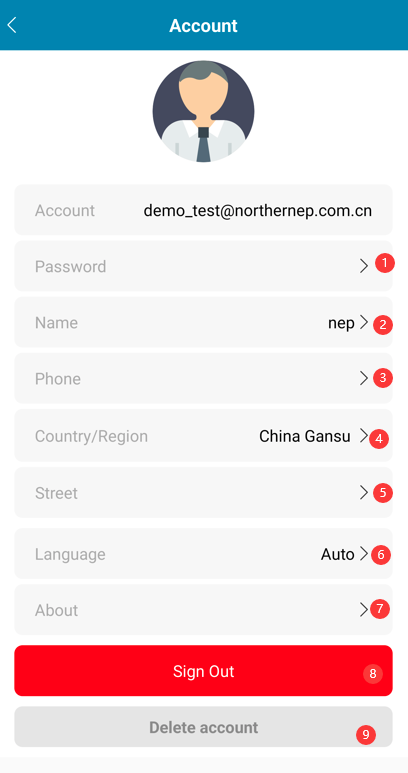 Account
Account demo_test@northernep.com.cn
Password 1
Name nep 2
Phone 3
Country/Region China Gansu 4
Street 5
Language Auto 6
About 7
Sign Out 8
Delete account 9